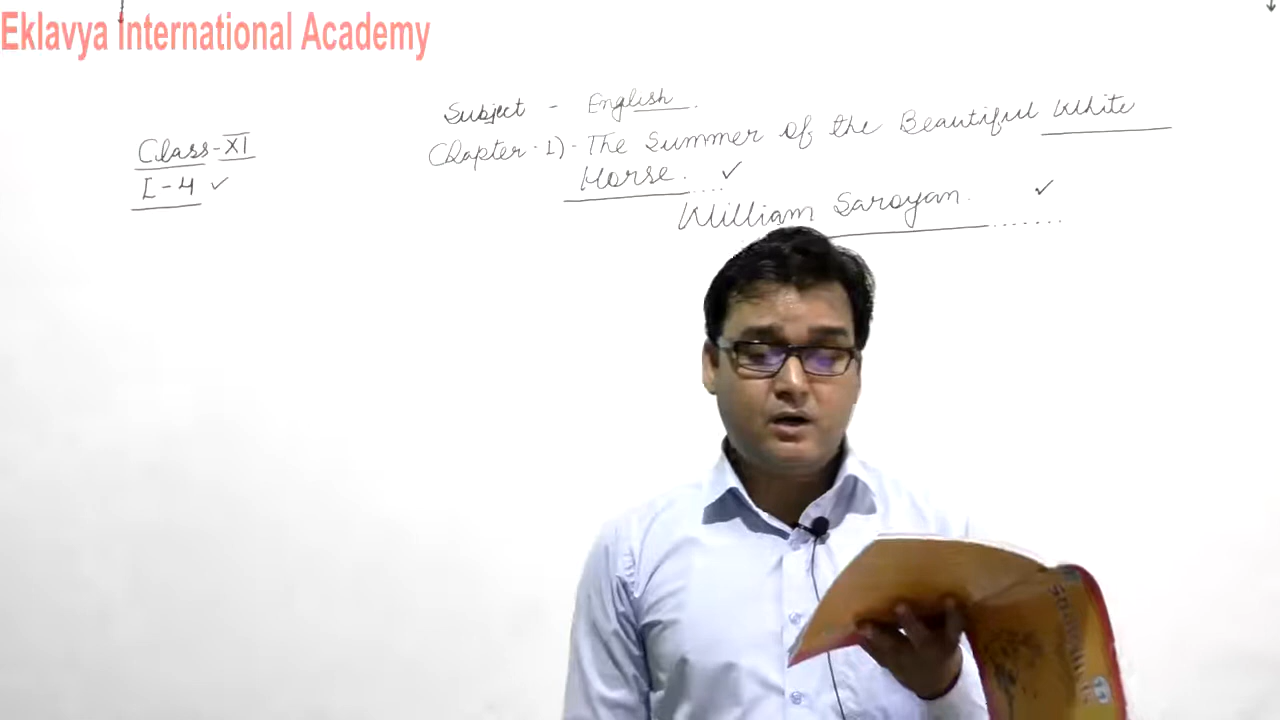 Eklavya International Academy
Subject - English.
Class-XI
Chapter-1)- The Summer of the Beautiful White
L-4 ✓
Horse. .... ✓
William Saroyan. ...... ✓